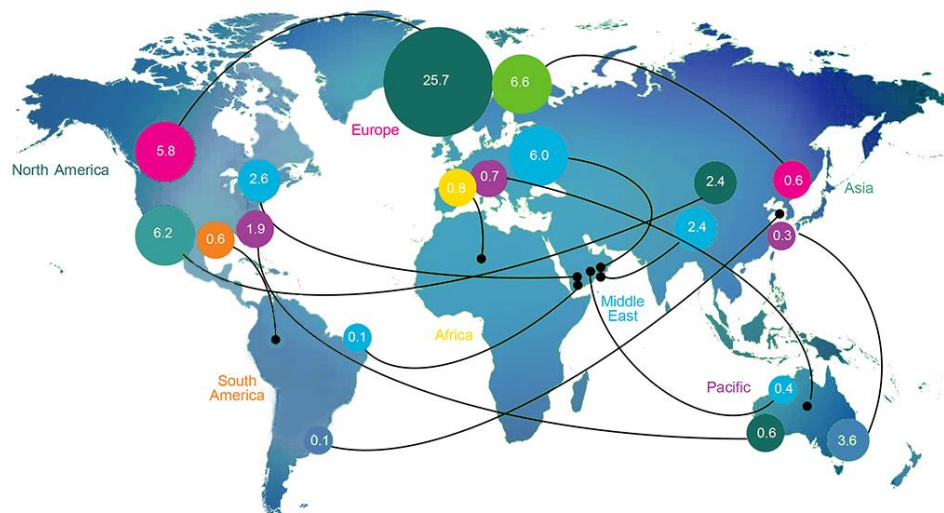 25.7
6.6
Europe
5.8
6.0
North America
2.6
0.8
0.7
2.4
0.6
Asia
6.2
0.6
1.9
2.4
0.3
Middle
East
Africa
0.1
South
America
Pacific
0.4
0.1
0.6
3.6